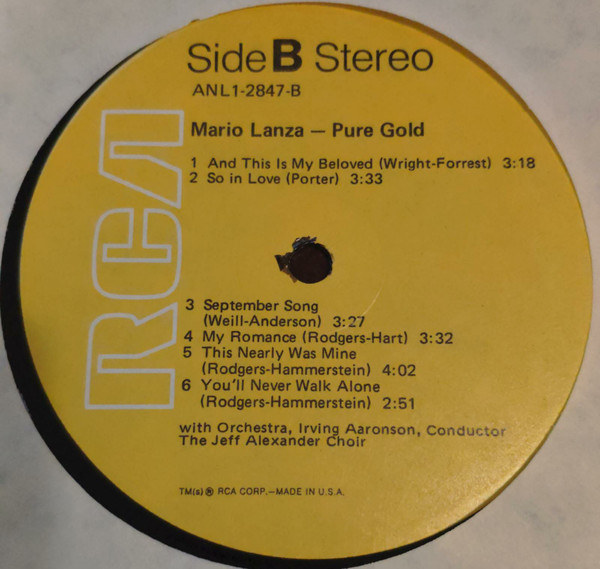 Side B Stereo
ANL1-2847-B
RCA
Mario Lanza — Pure Gold
1 And This Is My Beloved (Wright-Forrest) 3:18
2 So in Love (Porter) 3:33
3 September Song
(Weill-Anderson) 3:27
4 My Romance (Rodgers-Hart) 3:32
5 This Nearly Was Mine
(Rodgers-Hammerstein) 4:02
6 You'll Never Walk Alone
(Rodgers-Hammerstein) 2:51
with Orchestra, Irving Aaronson, Conductor
The Jeff Alexander Choir
TM(s) ® RCA CORP.—MADE IN U.S.A.